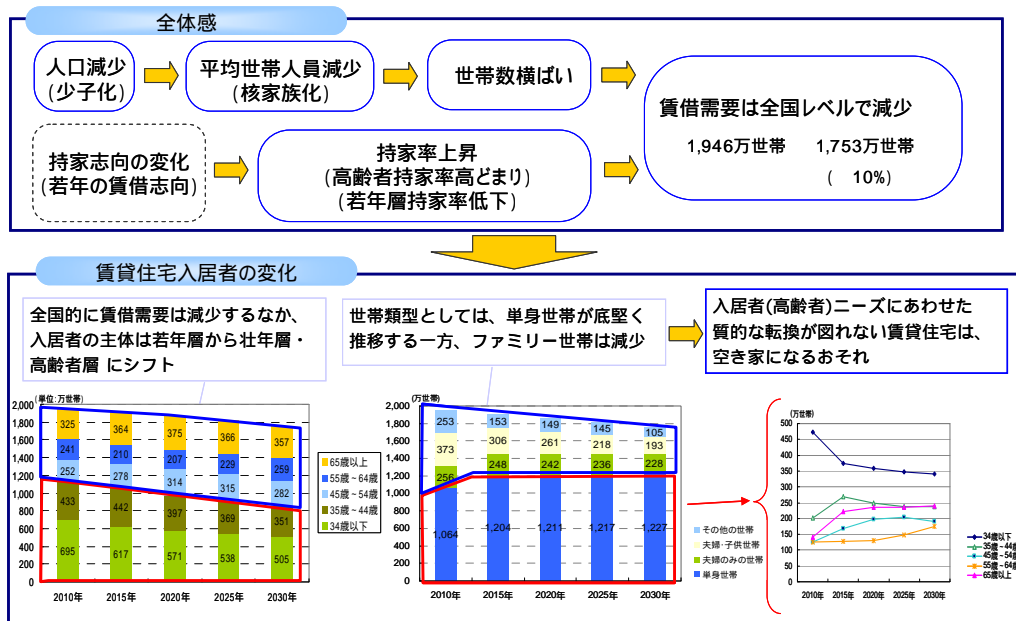 全体感
人口減少
(少子化)
平均世帯人員減少
(核家族化)
世帯数横ばい
持家志向の変化
(若年の賃借志向)
持家率上昇
(高齢者持家率高どまり)
(若年層持家率低下)
賃借需要は全国レベルで減少
1,946万世帯 1,753万世帯
( 10%)
賃貸住宅入居者の変化
全国的に賃借需要は減少するなか、
入居者の主体は若年層から壮年層・
高齢者層 にシフト
世帯類型としては、単身世帯が底堅く
推移する一方、ファミリー世帯は減少
入居者(高齢者)ニーズにあわせた
質的な転換が図れない賃貸住宅は、
空き家になるおそれ
(単位:万世帯)
2,000
1,800
1,600
1,400
1,200
1,000
800
600
400
200
0
325 364 375 366 357
241 210 207 229 259
252 278 314 315 282
433 442 397 369 351
695 617 571 538 505
2010年 2015年 2020年 2025年 2030年
65歳以上
55歳~64歳
45歳~54歳
35歳~44歳
34歳以下
(万世帯)
2,000
1,800
1,600
1,400
1,200
1,000
800
600
400
200
0
253 153 149 145 105
373 306 261 218 193
256 248 242 236 228
1,064 1,204 1,211 1,217 1,227
2010年 2015年 2020年 2025年 2030年
その他の世帯
夫婦・子供世帯
夫婦のみの世帯
単身世帯
(万世帯)
500
450
400
350
300
250
200
150
100
50
0
2010年 2015年 2020年 2025年 2030年
34歳以下
35歳~44歳
45歳~54歳
55歳~64歳
65歳以上